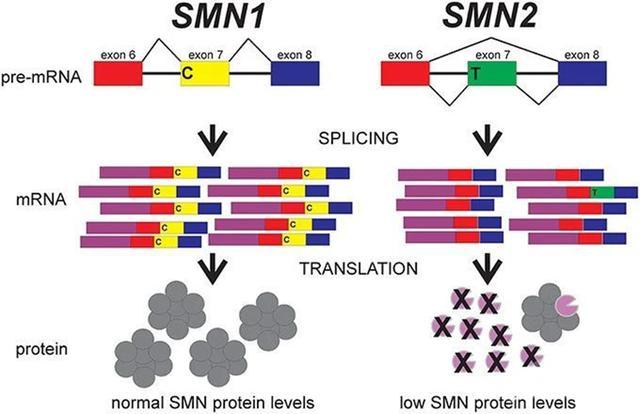 SMN1 SMN2
exon 6 exon 7 exon 8 exon 6 exon 7 exon 8
pre-mRNA C T
SPLICING
mRNA
C C
C C T
C C
C C
C C
TRANSLATION
X X
X X X
X X X
protein
normal SMN protein levels low SMN protein levels